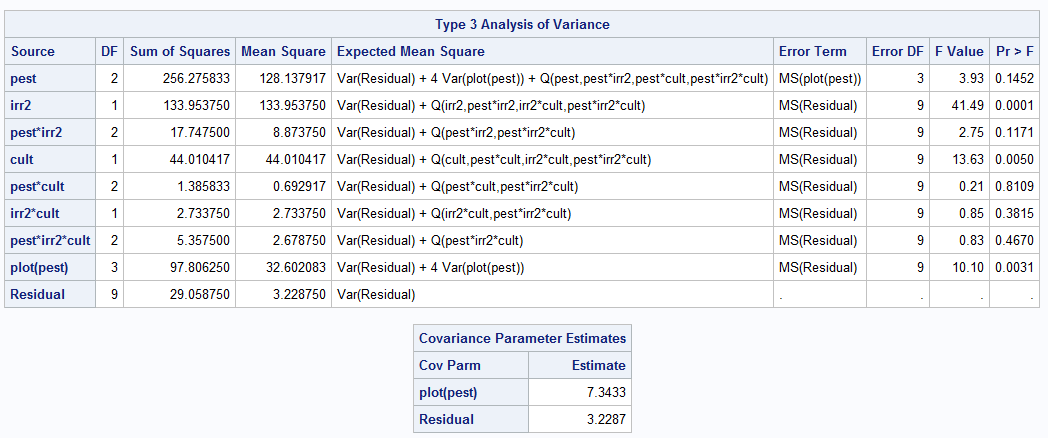 Type 3 Analysis of Variance
Source DF Sum of Squares Mean Square Expected Mean Square Error Term Error DF F Value Pr > F
pest 2 256.275833 128.137917 Var(Residual) + 4 Var(plot(pest)) + Q(pest,pest*irr2,pest*cult,pest*irr2*cult) MS(plot(pest)) 3 3.93 0.1452
irr2 1 133.953750 133.953750 Var(Residual) + Q(irr2,pest*irr2,irr2*cult,pest*irr2*cult) MS(Residual) 9 41.49 0.0001
pest*irr2 2 17.747500 8.873750 Var(Residual) + Q(pest*irr2,pest*irr2*cult) MS(Residual) 9 2.75 0.1171
cult 1 44.010417 44.010417 Var(Residual) + Q(cult,pest*cult,irr2*cult,pest*irr2*cult) MS(Residual) 9 13.63 0.0050
pest*cult 2 1.385833 0.692917 Var(Residual) + Q(pest*cult,pest*irr2*cult) MS(Residual) 9 0.21 0.8109
irr2*cult 1 2.733750 2.733750 Var(Residual) + Q(irr2*cult,pest*irr2*cult) MS(Residual) 9 0.85 0.3815
pest*irr2*cult 2 5.357500 2.678750 Var(Residual) + Q(pest*irr2*cult) MS(Residual) 9 0.83 0.4670
plot(pest) 3 97.806250 32.602083 Var(Residual) + 4 Var(plot(pest)) MS(Residual) 9 10.10 0.0031
Residual 9 29.058750 3.228750 Var(Residual) . . . .
Covariance Parameter Estimates
Cov Parm Estimate
plot(pest) 7.3433
Residual 3.2287